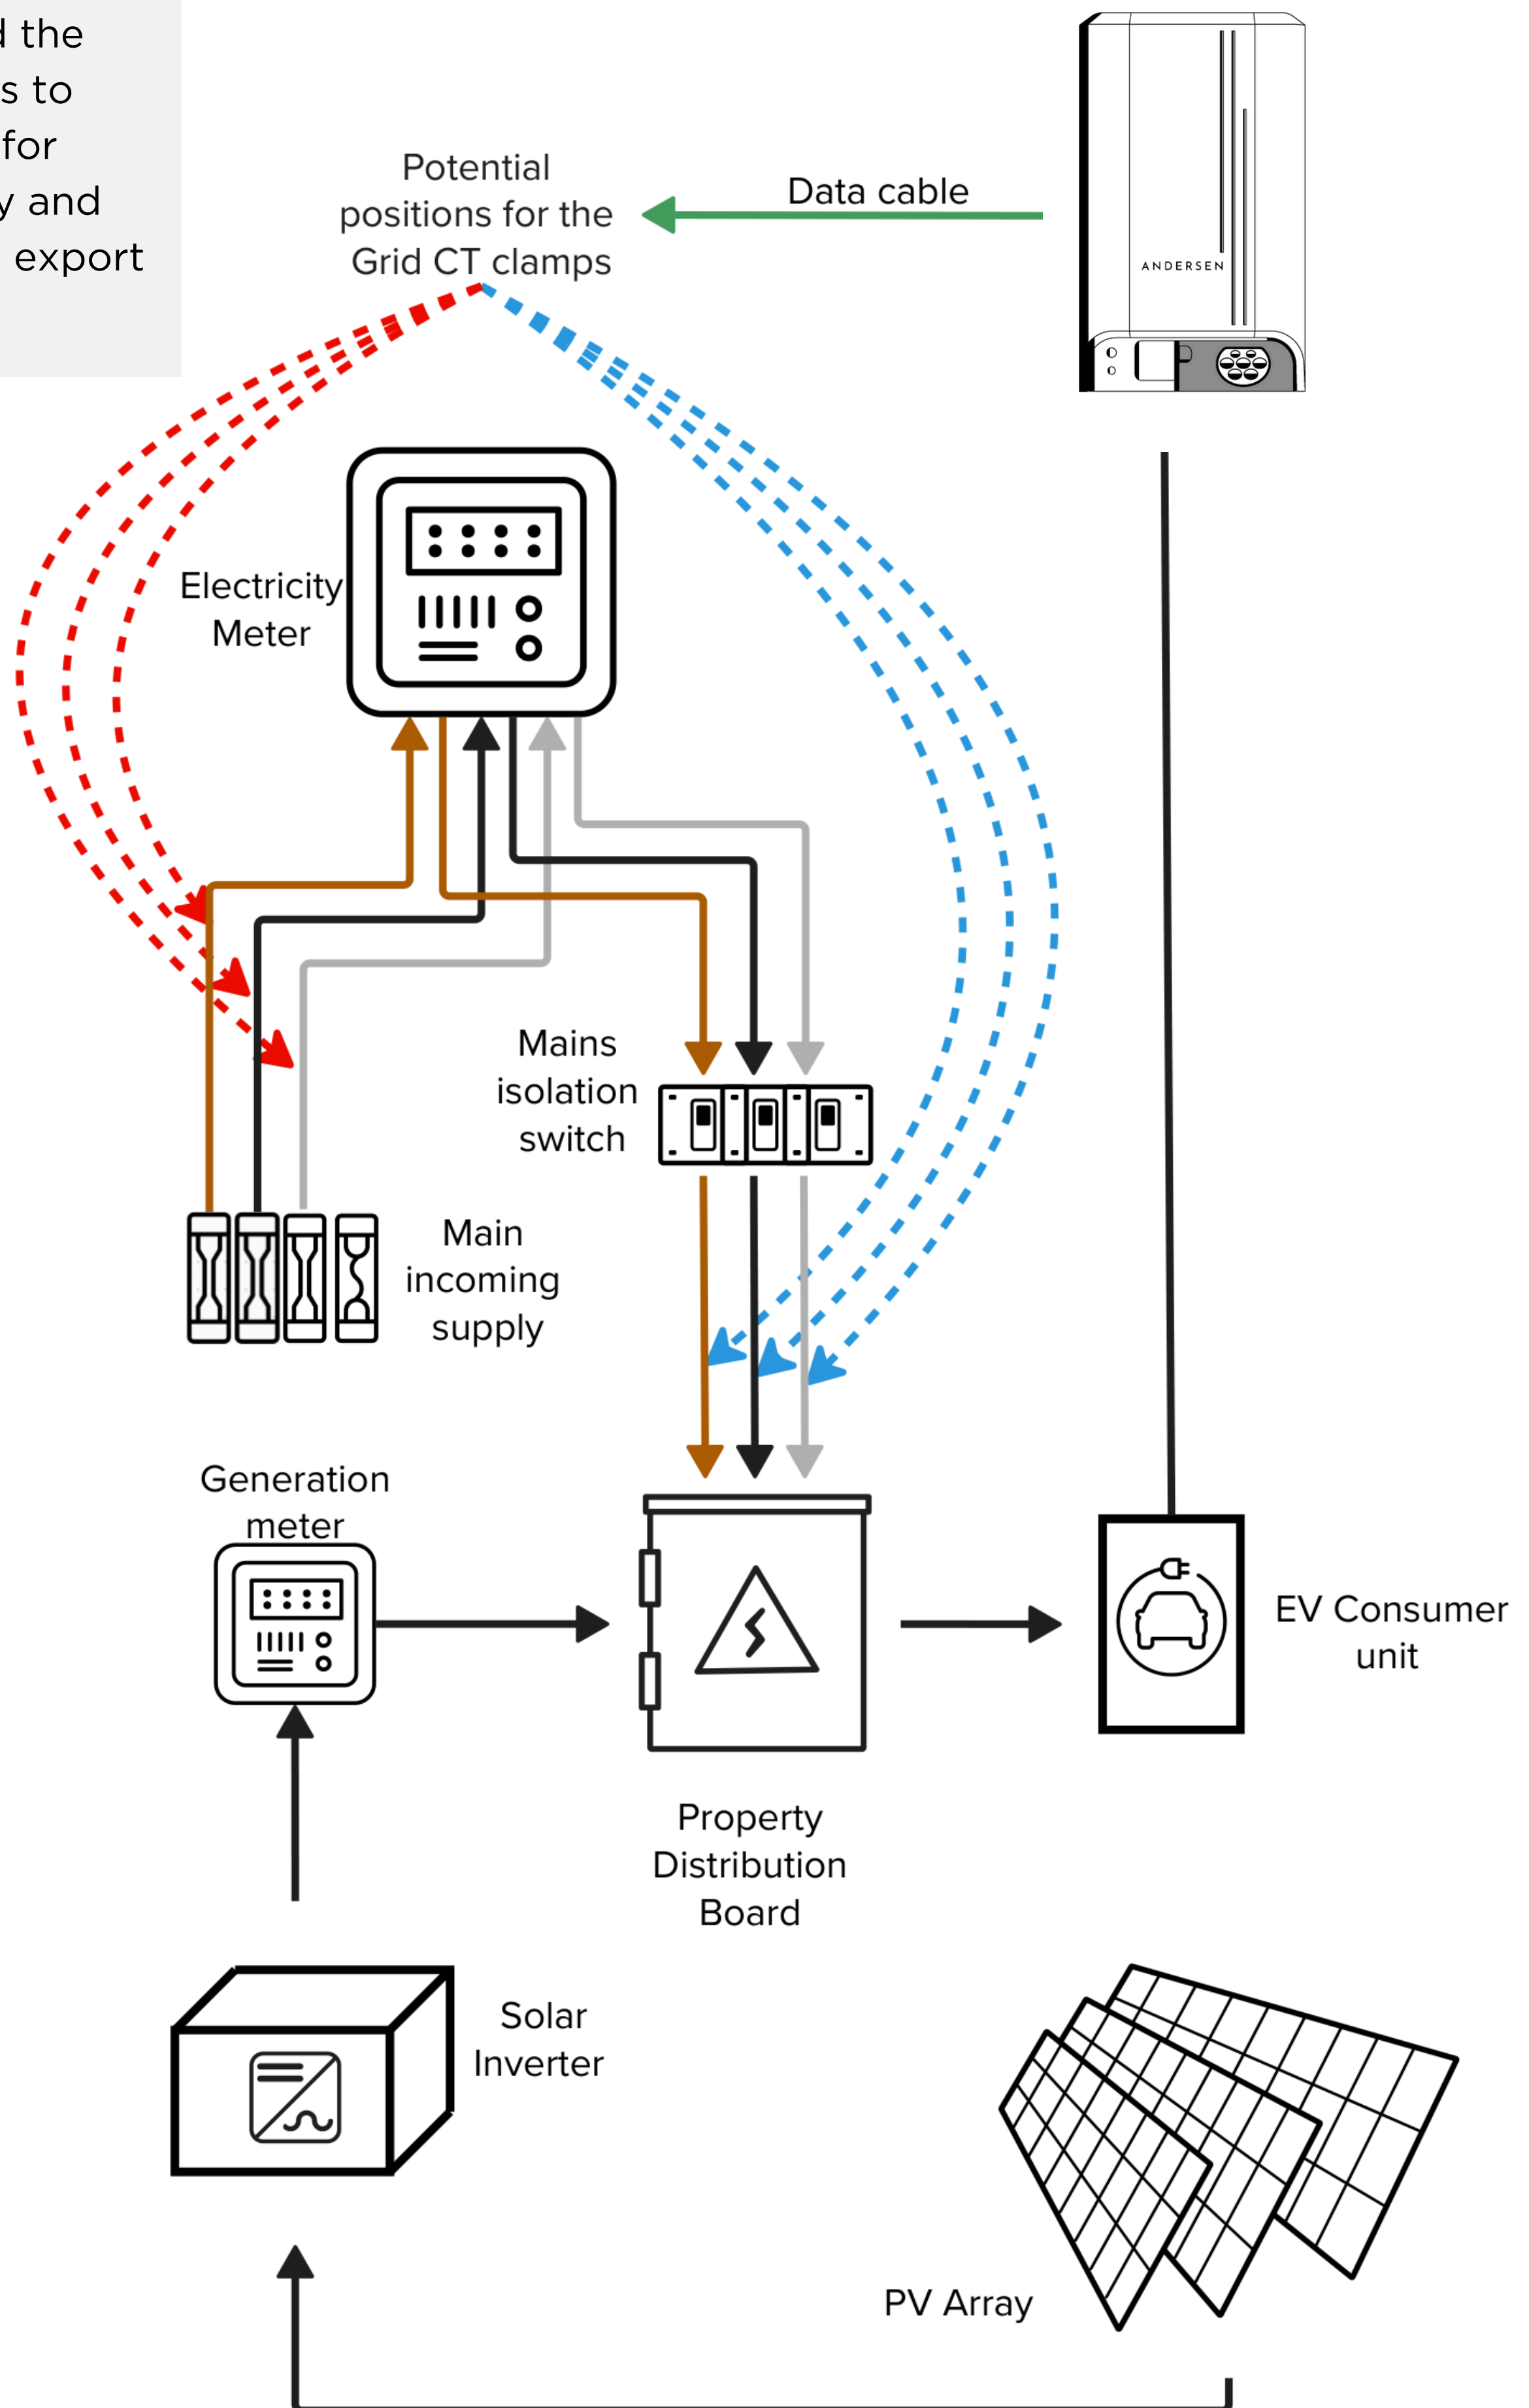 d the
s to
for
y and
export
Potential
positions for the
Grid CT clamps
Data cable
ANDERSEN
Electricity
Meter
Mains
isolation
switch
Main
incoming
supply
Generation
meter
EV Consumer
unit
Property
Distribution
Board
Solar
Inverter
PV Array